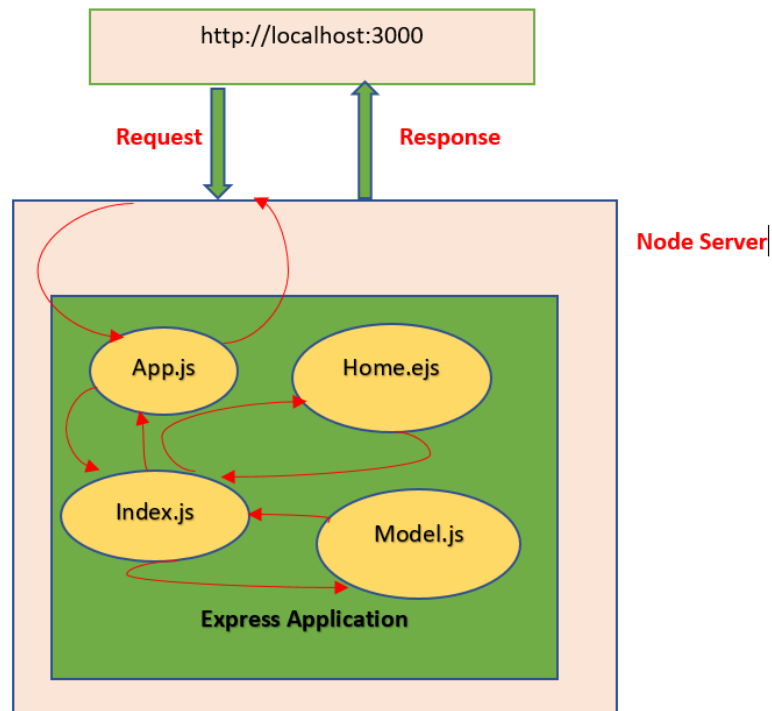 http://localhost:3000
Request
Response
Node Server
App.js
Home.ejs
Index.js
Model.js
Express Application